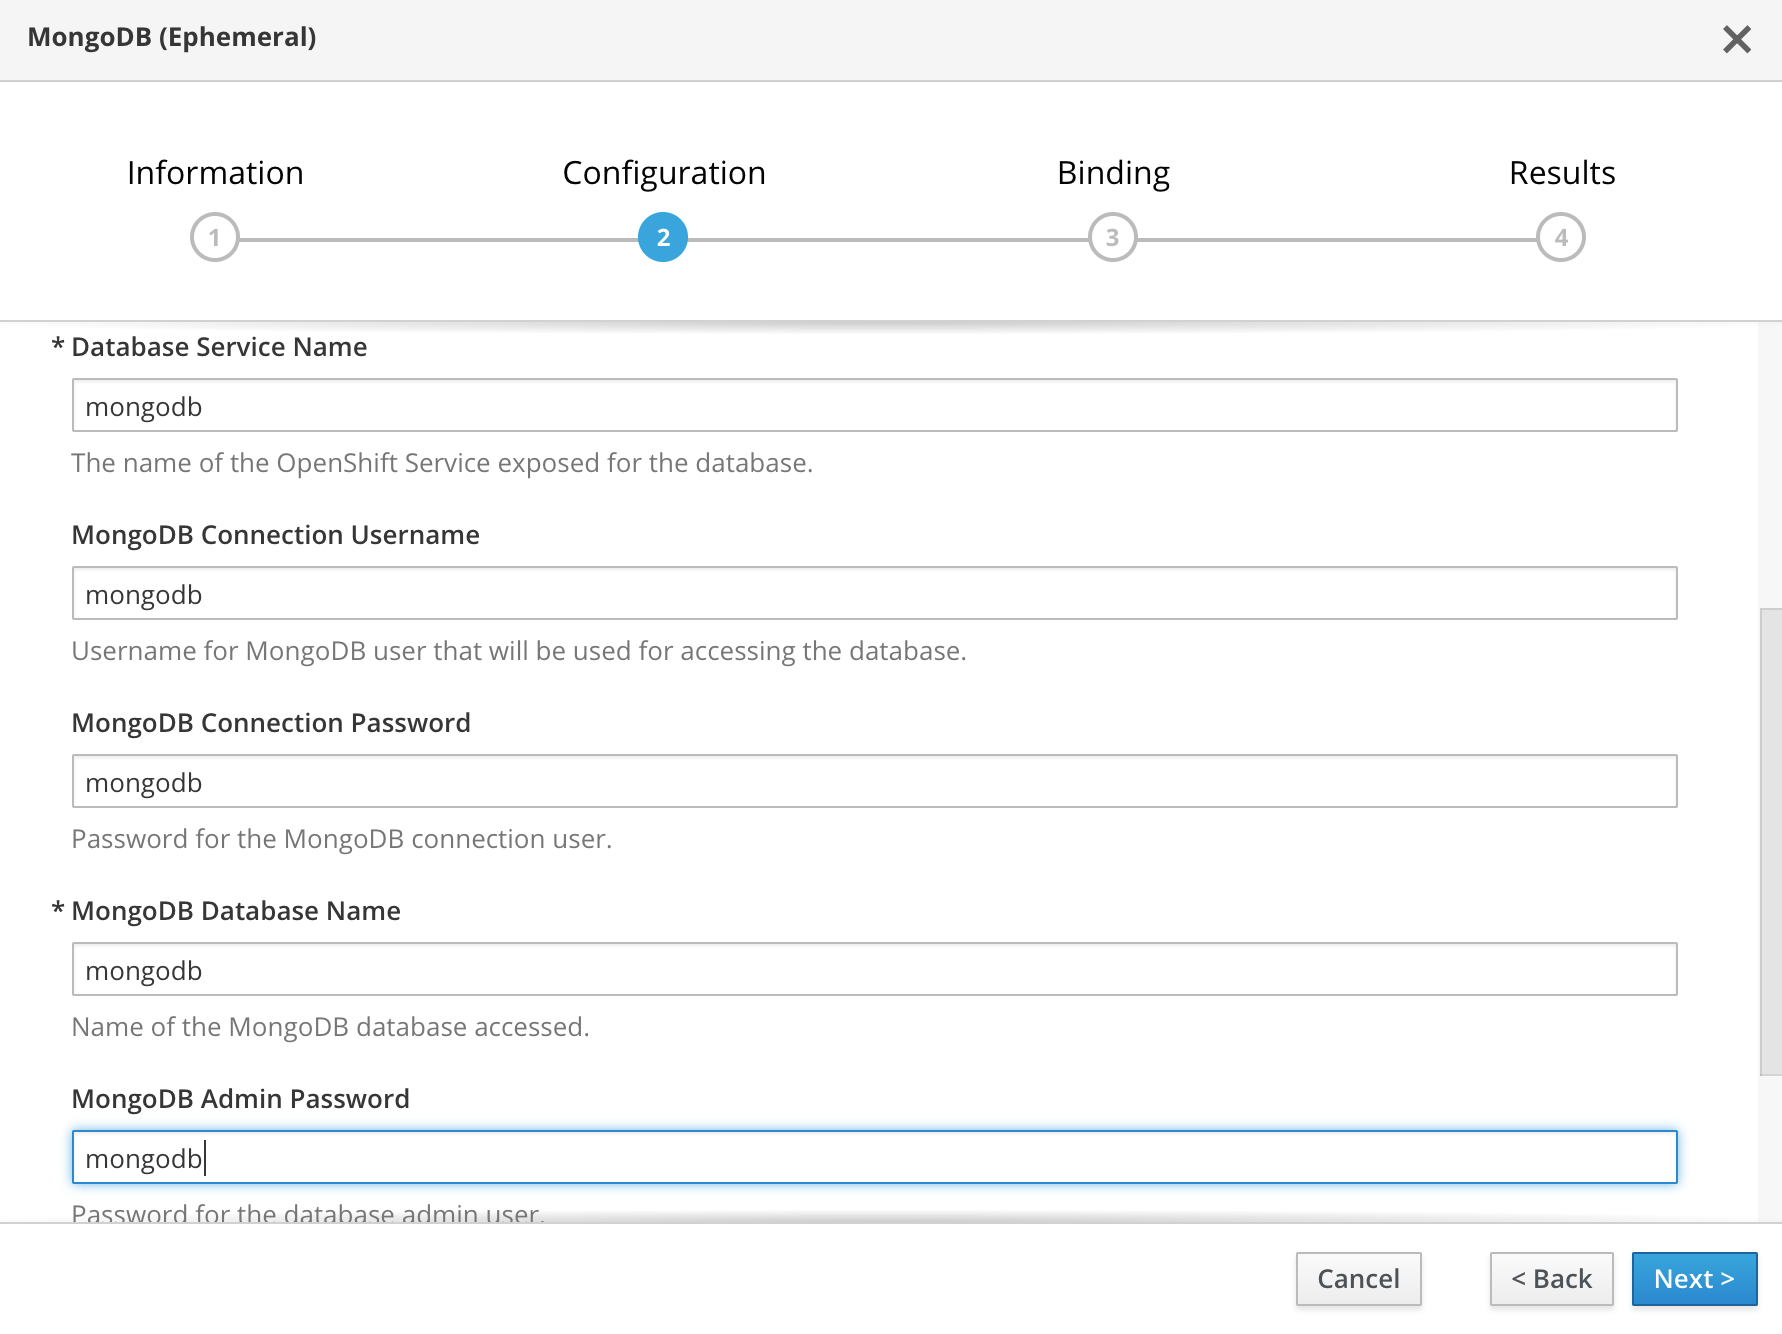 MongoDB (Ephemeral)
Information Configuration Binding Results
1 2 3 4
* Database Service Name
mongodb
The name of the OpenShift Service exposed for the database.
MongoDB Connection Username
mongodb
Username for MongoDB user that will be used for accessing the database.
MongoDB Connection Password
mongodb
Password for the MongoDB connection user.
* MongoDB Database Name
mongodb
Name of the MongoDB database accessed.
MongoDB Admin Password
mongodb
Password for the database admin user.
Cancel < Back Next >